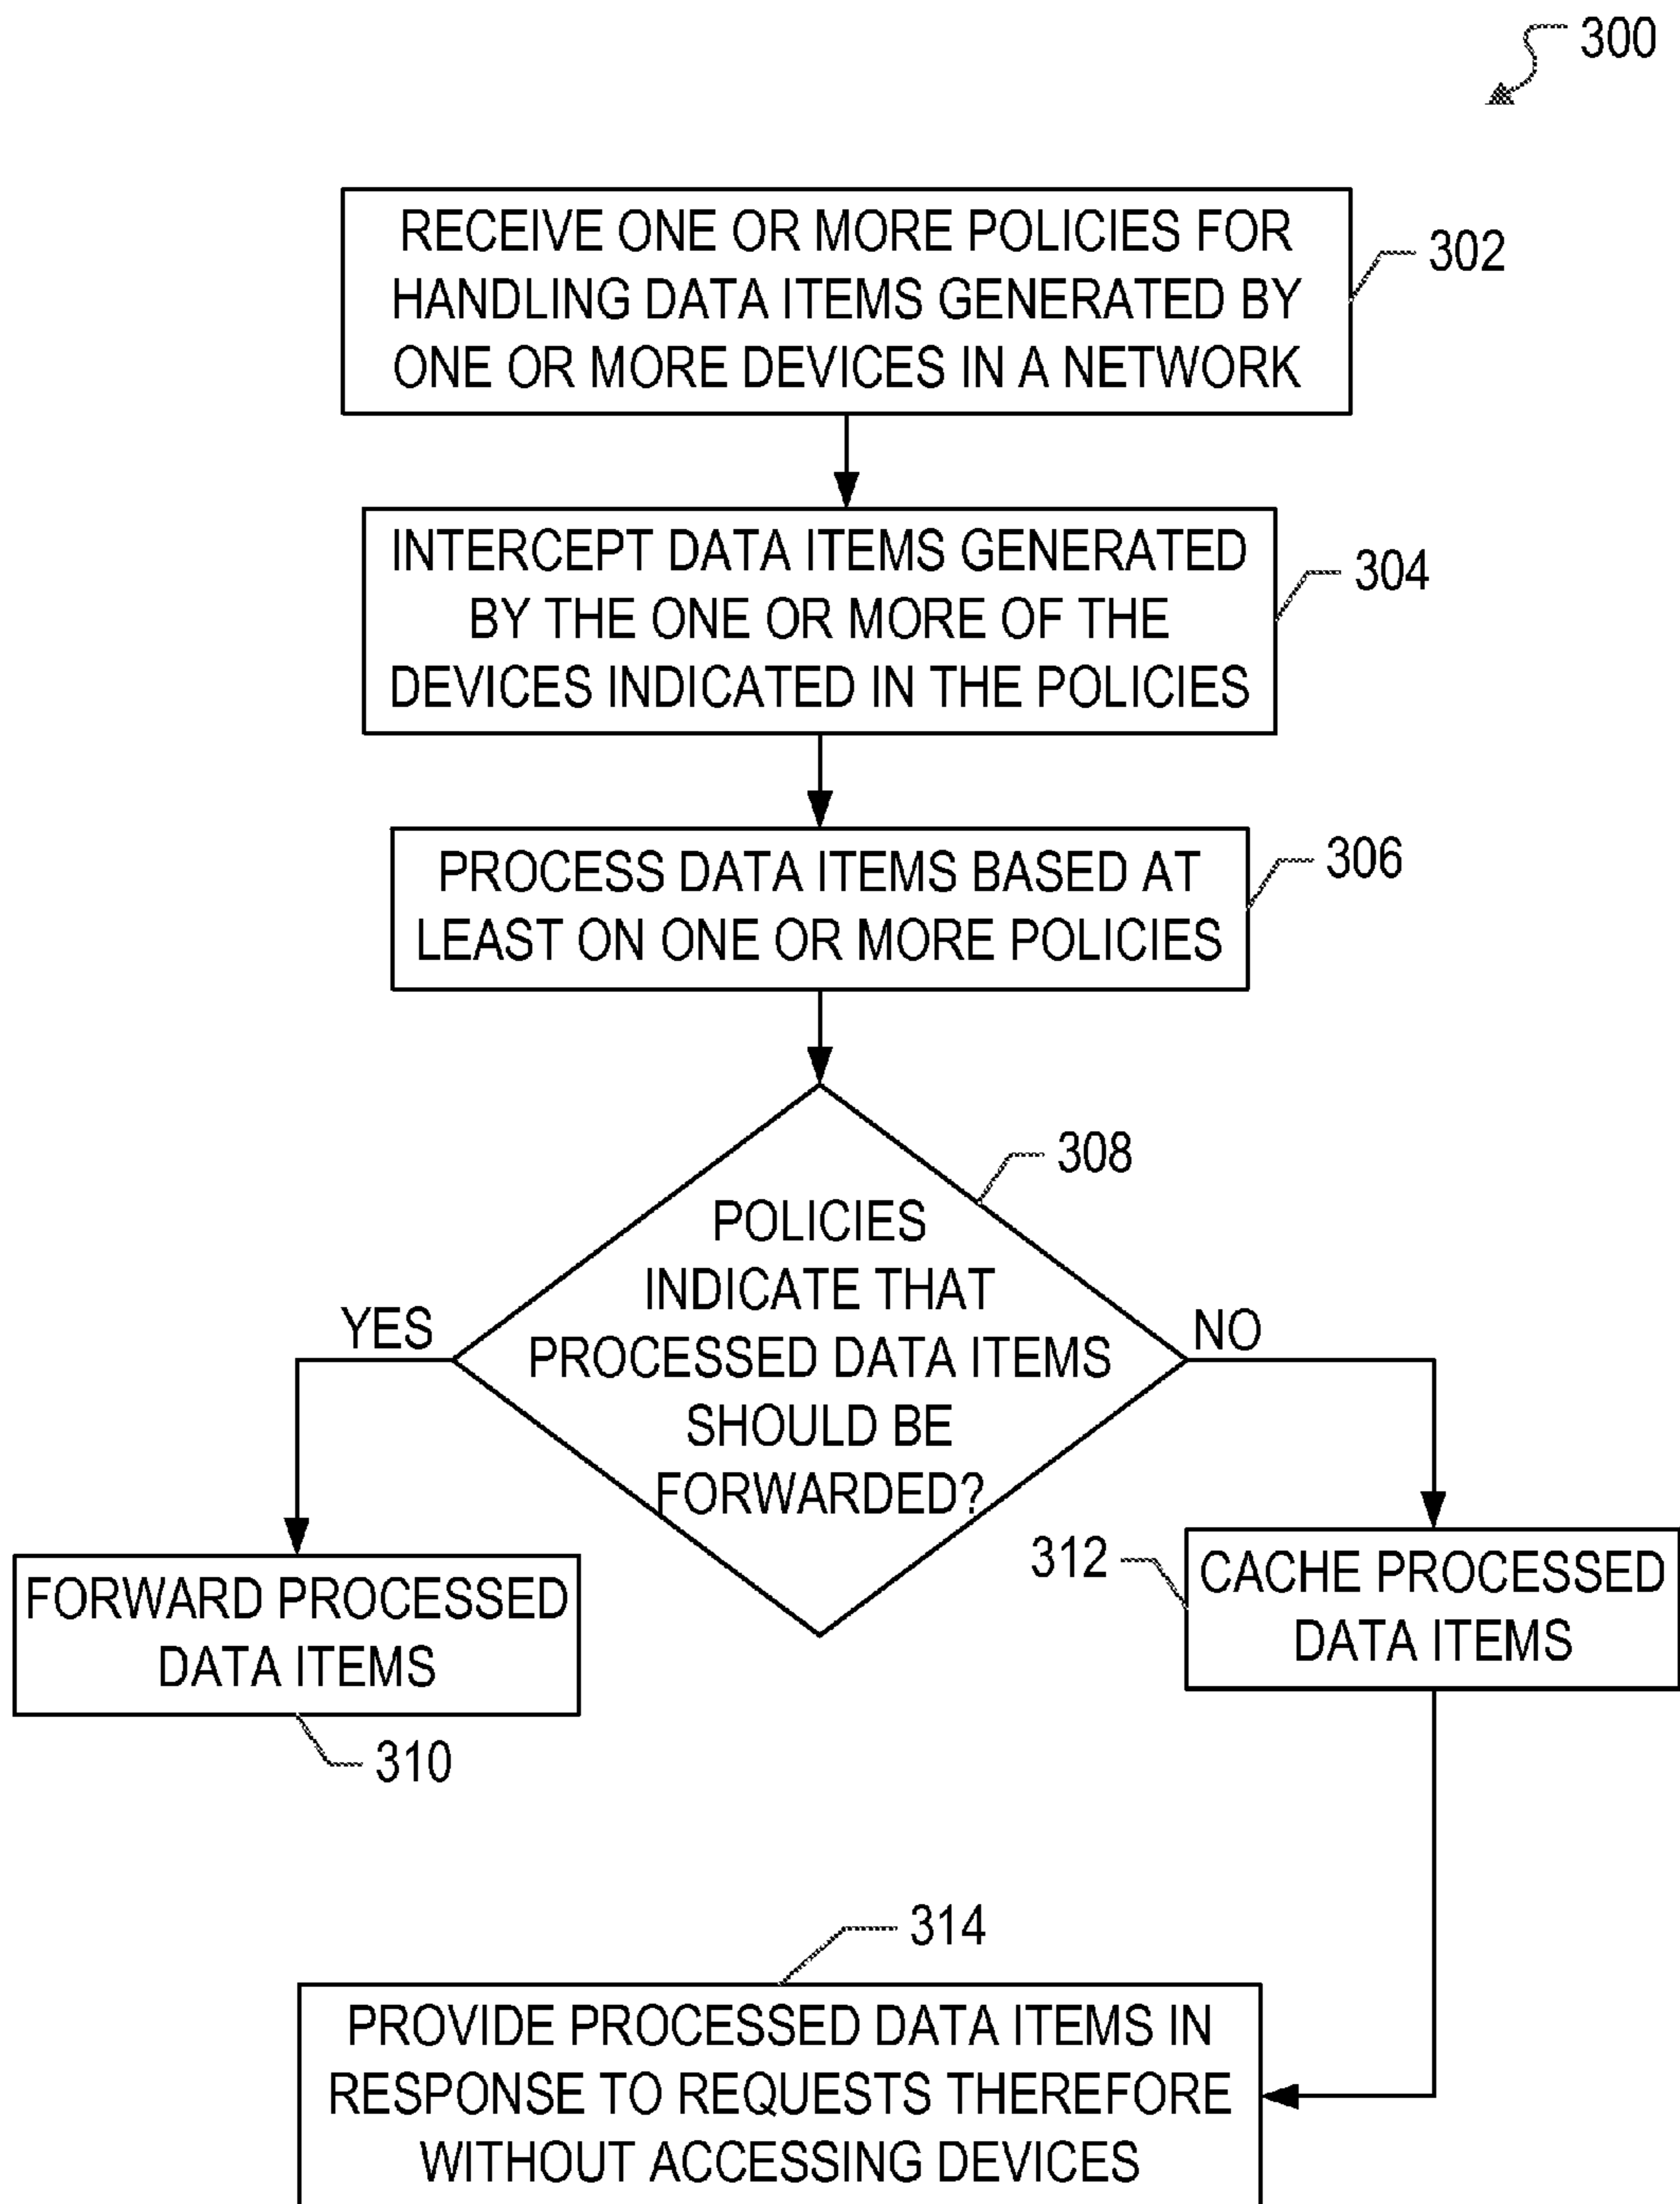 300
RECEIVE ONE OR MORE POLICIES FOR
HANDLING DATA ITEMS GENERATED BY
ONE OR MORE DEVICES IN A NETWORK
302
INTERCEPT DATA ITEMS GENERATED
BY THE ONE OR MORE OF THE
DEVICES INDICATED IN THE POLICIES
304
PROCESS DATA ITEMS BASED AT
LEAST ON ONE OR MORE POLICIES
306
308
POLICIES
INDICATE THAT
PROCESSED DATA ITEMS
SHOULD BE
FORWARDED?
YES
NO
FORWARD PROCESSED
DATA ITEMS
310
312
CACHE PROCESSED
DATA ITEMS
314
PROVIDE PROCESSED DATA ITEMS IN
RESPONSE TO REQUESTS THEREFORE
WITHOUT ACCESSING DEVICES